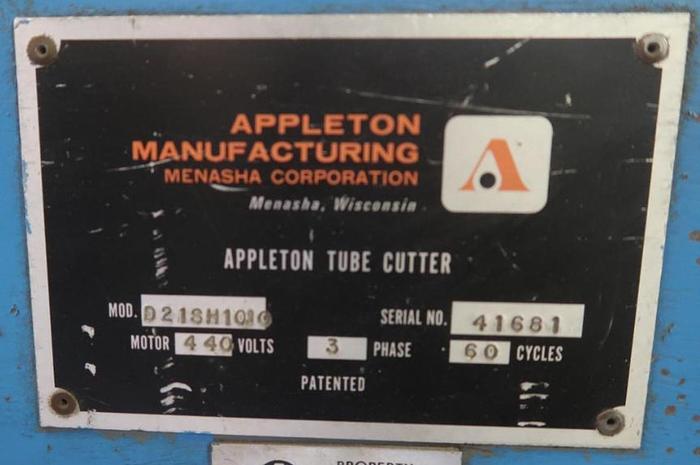 APPLETON
MANUFACTURING
MENASHA CORPORATION
Menasha, Wisconsin
A
APPLETON TUBE CUTTER
MOD. D21SH1010 SERIAL NO. 41681
MOTOR 440 VOLTS 3 PHASE 60 CYCLES
PATENTED
PROPERTY